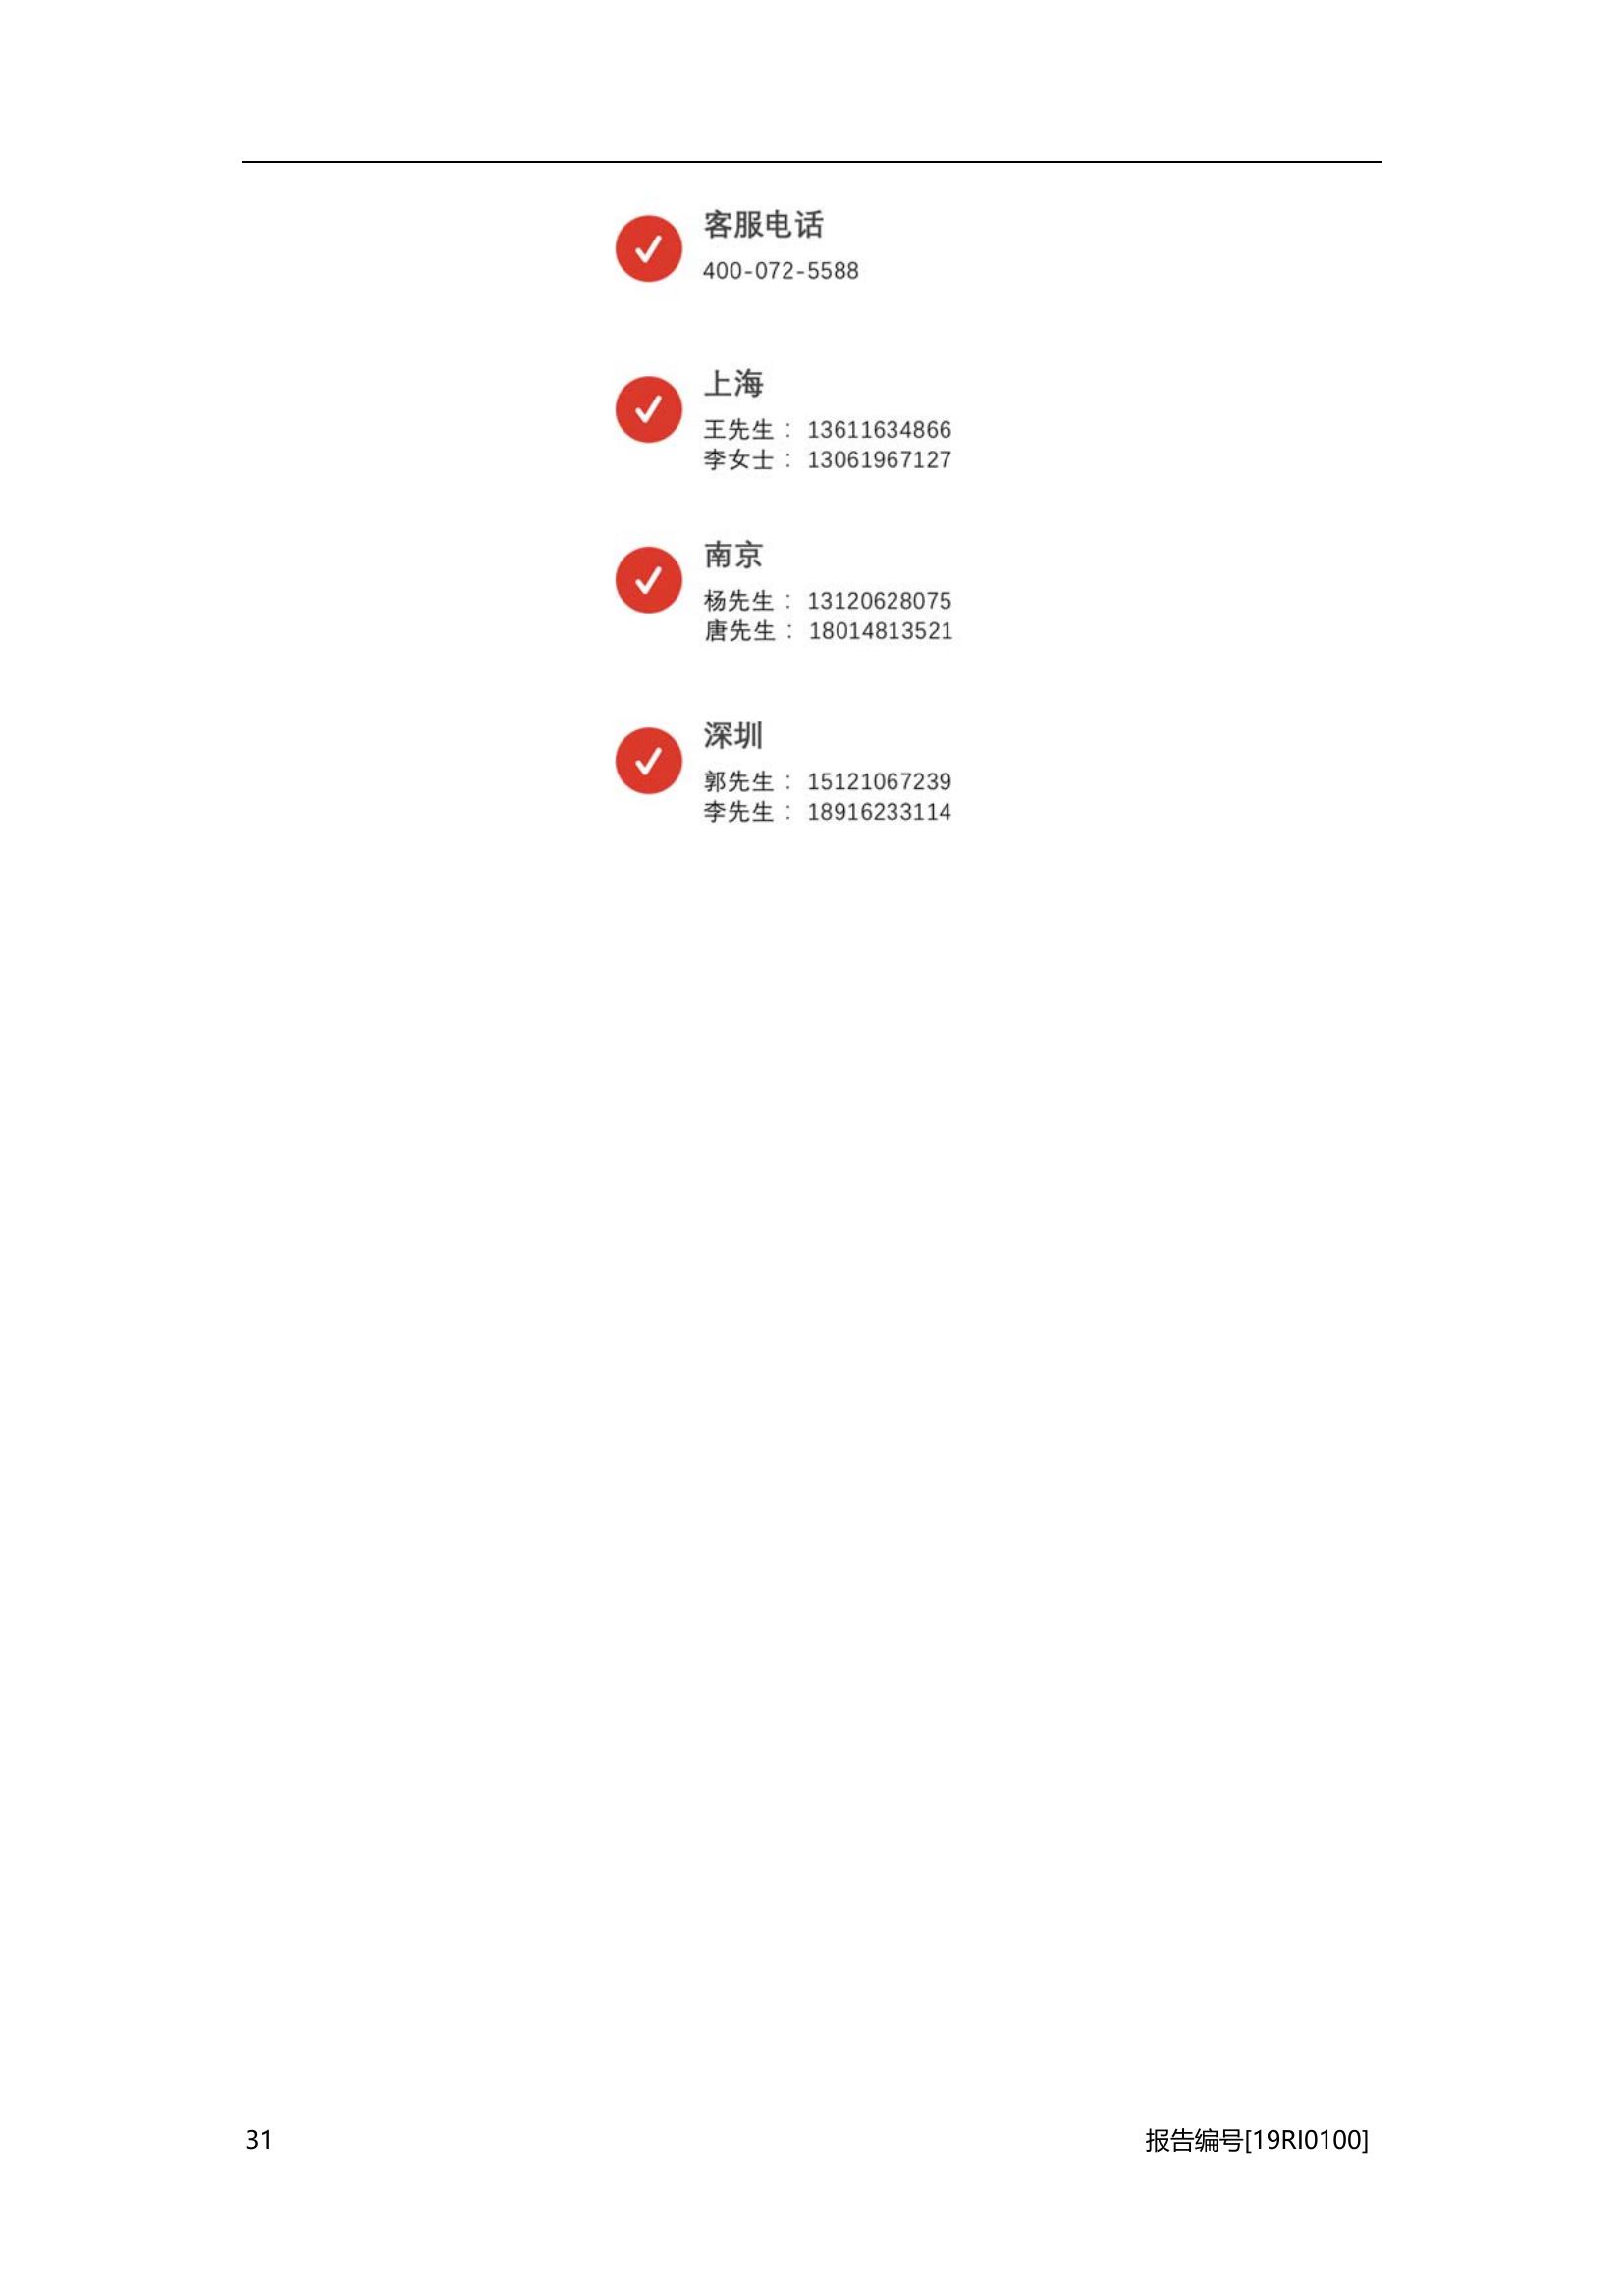 客服电话
400-072-5588
上海
王先生： 13611634866
李女士： 13061967127
南京
杨先生： 13120628075
唐先生： 18014813521
深圳
郭先生： 15121067239
李先生： 18916233114
31 报告编号[19RI0100]